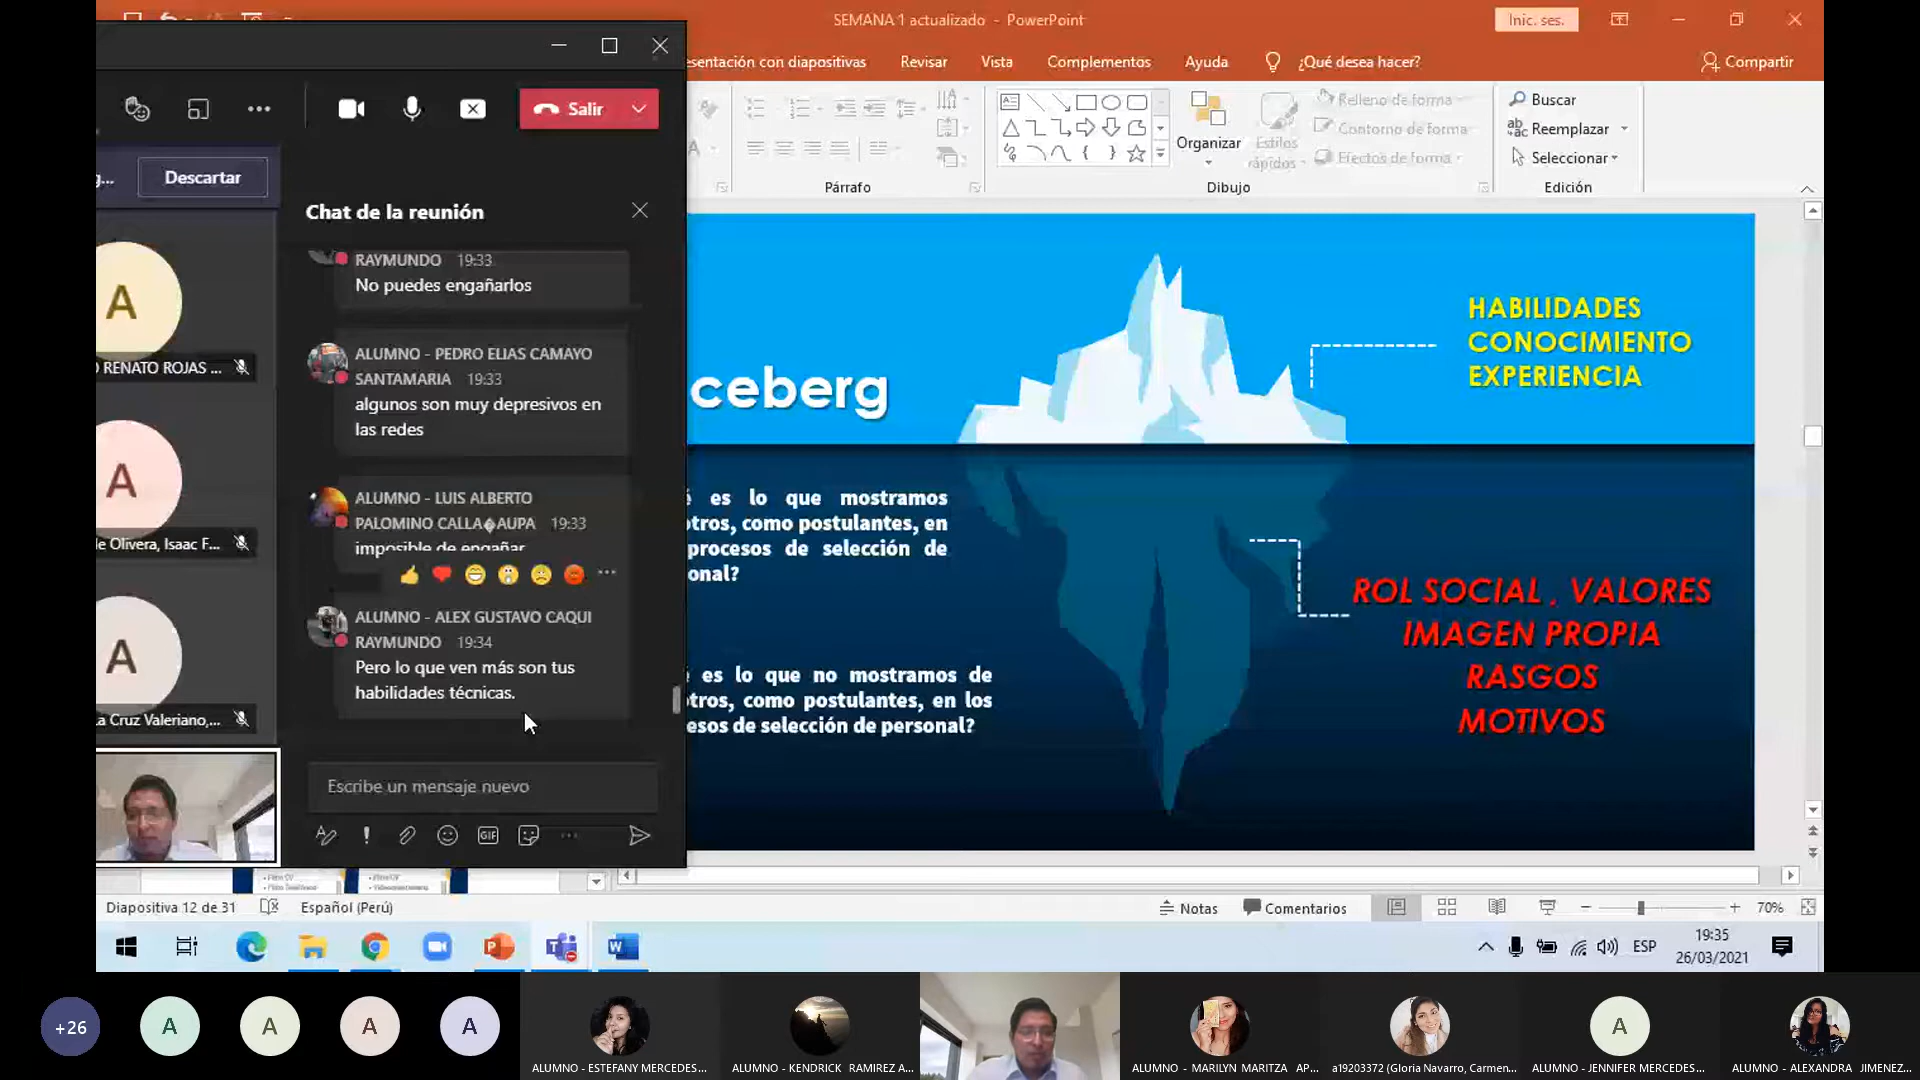 SEMANA 1 actualizado - PowerPoint
Inic. ses.
esentación con diapositivas Revisar Vista Complementos Ayuda ¿Qué desea hacer? Compartir
Salir
Descartar
Organizar
Estilos
rápidos
Relleno de forma
Contorno de forma
Efectos de forma
Buscar
Reemplazar
Seleccionar
Párrafo
Dibujo
Edición
Chat de la reunión
RAYMUNDO 19:33
No puedes engañarlos
ALUMNO - PEDRO ELIAS CAMAYO
SANTAMARIA 19:33
algunos son muy depresivos en
las redes
ALUMNO - LUIS ALBERTO
PALOMINO CALLA�AUPA 19:33
imposible de engañar
ALUMNO - ALEX GUSTAVO CAQUI
RAYMUNDO 19:34
Pero lo que ven más son tus
habilidades técnicas.
Escribe un mensaje nuevo
GIF
A
RENATO ROJAS ...
A
le Olivera, Isaac F...
A
a Cruz Valeriano,...
ceberg
es lo que mostramos
otros, como postulantes, en
procesos de selección de
onal?
es lo que no mostramos de
otros, como postulantes, en los
esos de selección de personal?
HABILIDADES
CONOCIMIENTO
EXPERIENCIA
ROL SOCIAL , VALORES
IMAGEN PROPIA
RASGOS
MOTIVOS
Diapositiva 12 de 31 Español (Perú) Notas Comentarios 70%
ESP
19:35
26/03/2021
+26
A
A
A
A
ALUMNO - ESTEFANY MERCEDES...
ALUMNO - KENDRICK RAMIREZ A...
ALUMNO - MARILYN MARITZA AP...
a19203372 (Gloria Navarro, Carmen...
A
ALUMNO - JENNIFER MERCEDES...
ALUMNO - ALEXANDRA JIMENEZ...